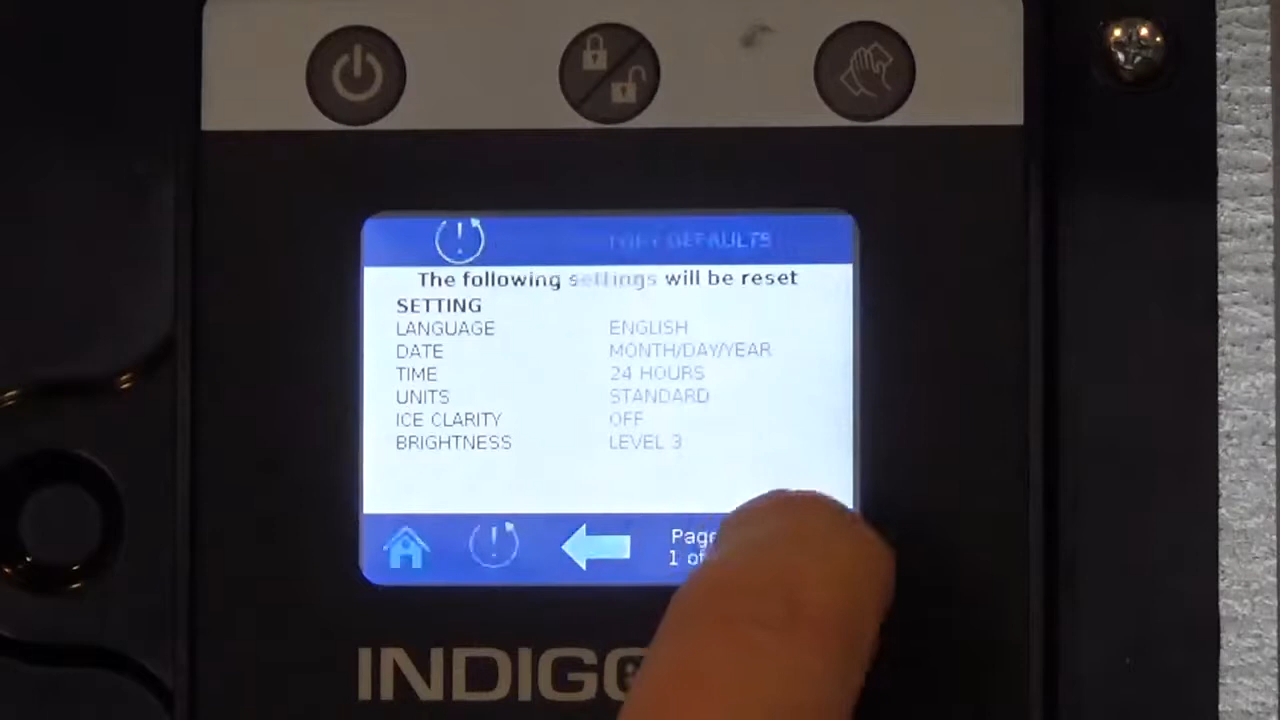 DEFAULTS
The following settings will be reset
SETTING
LANGUAGE ENGLISH
DATE MONTH/DAY/YEAR
TIME 24 HOURS
UNITS STANDARD
ICE CLARITY OFF
BRIGHTNESS LEVEL 3
Page
1 of
INDIGO